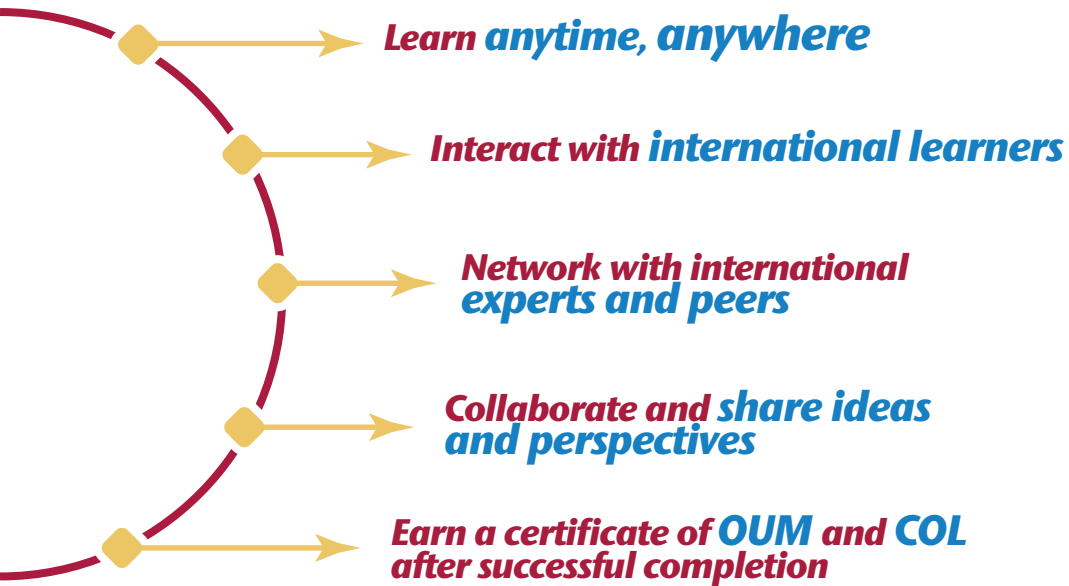 Learn anytime, anywhere
Interact with international learners
Network with international
experts and peers
Collaborate and share ideas
and perspectives
Earn a certificate of OUM and COL
after successful completion